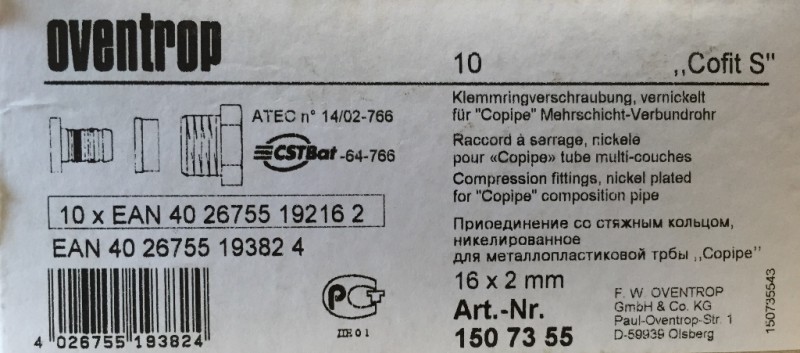 oventrop
10 „Cofit S"
ATEC n° 14/02-766
CSTBat -64-766
10 x EAN 40 26755 19216 2
EAN 40 26755 19382 4
4 026755 193824
РСТ
Klemmringverschraubung, vernickelt
für "Copipe" Mehrschicht-Verbundrohr
Raccord à serrage, nickele
pour «Copipe» tube multi-couches
Compression fittings, nickel plated
for "Copipe" composition pipe
Приоединение со стяжным кольцом,
никелированное
для металлопластиковой трбы „Copipe"
16 x 2 mm
Art.-Nr.
150 73 55
F. W. OVENTROP
GmbH & Co. KG
Paul-Oventrop-Str. 1
D-59939 Olsberg
150735543